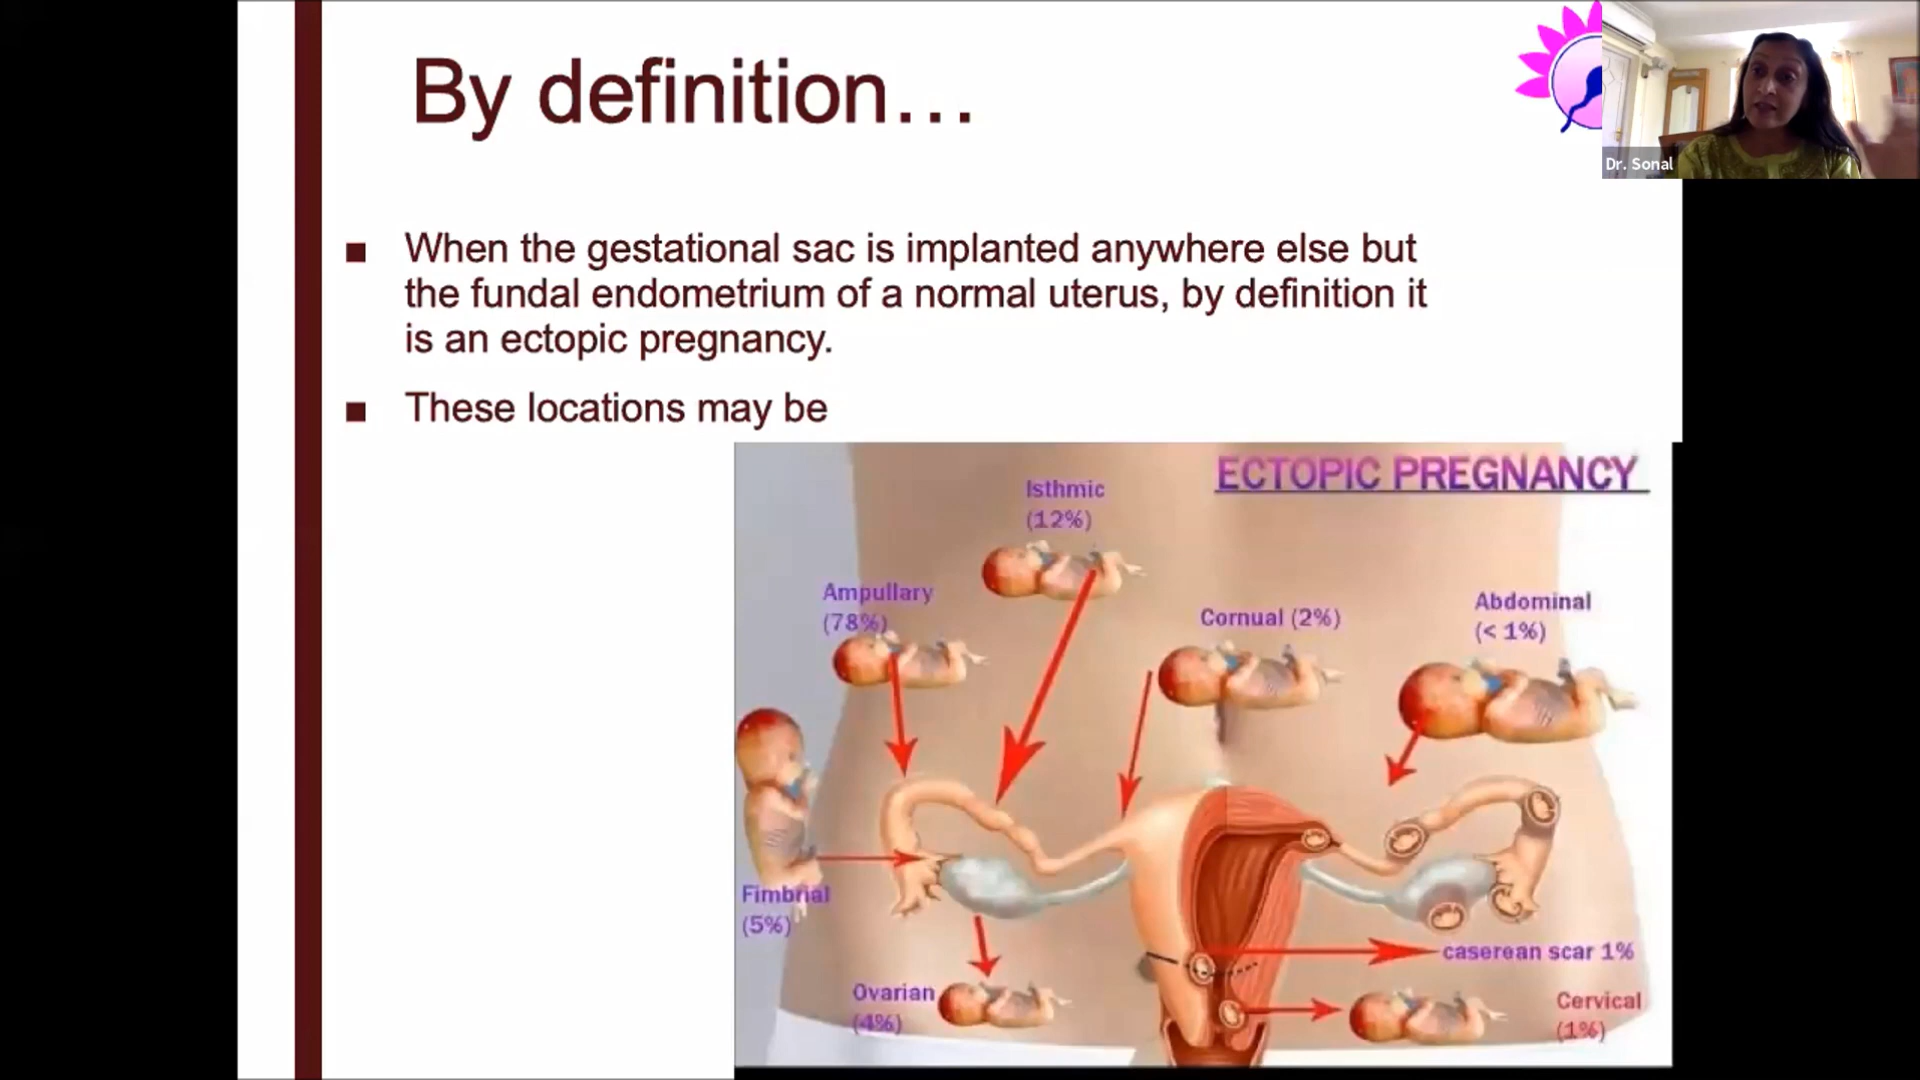 By definition...
Dr. Sonal
■ When the gestational sac is implanted anywhere else but
the fundal endometrium of a normal uterus, by definition it
is an ectopic pregnancy.
■ These locations may be
ECTOPIC PREGNANCY
Isthmic
(12%)
Ampullary
(78%)
Cornual (2%)
Abdominal
(< 1%)
Fimbrial
(5%)
caserean scar 1%
Ovarian
(4%)
Cervical
(1%)